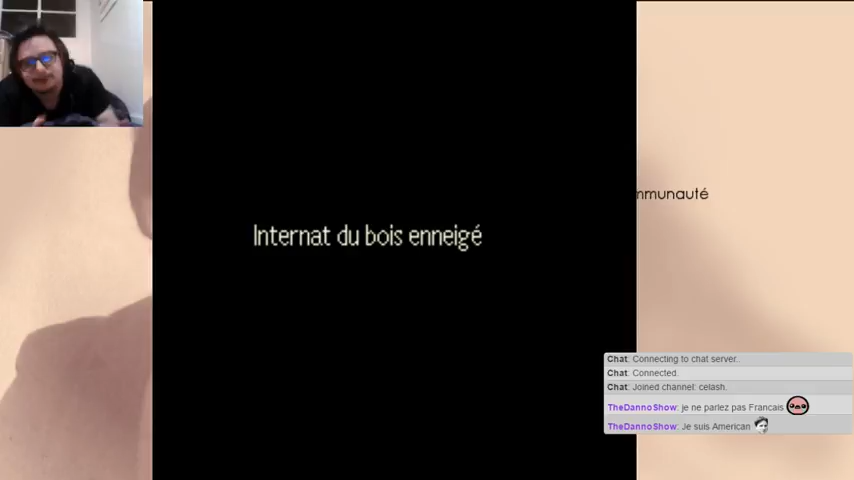 Internat du bois enneigé
mmunauté
Chat: Connecting to chat server..
Chat: Connected.
Chat: Joined channel: celash.
TheDannoShow: je ne parlez pas Francais
TheDannoShow: Je suis American